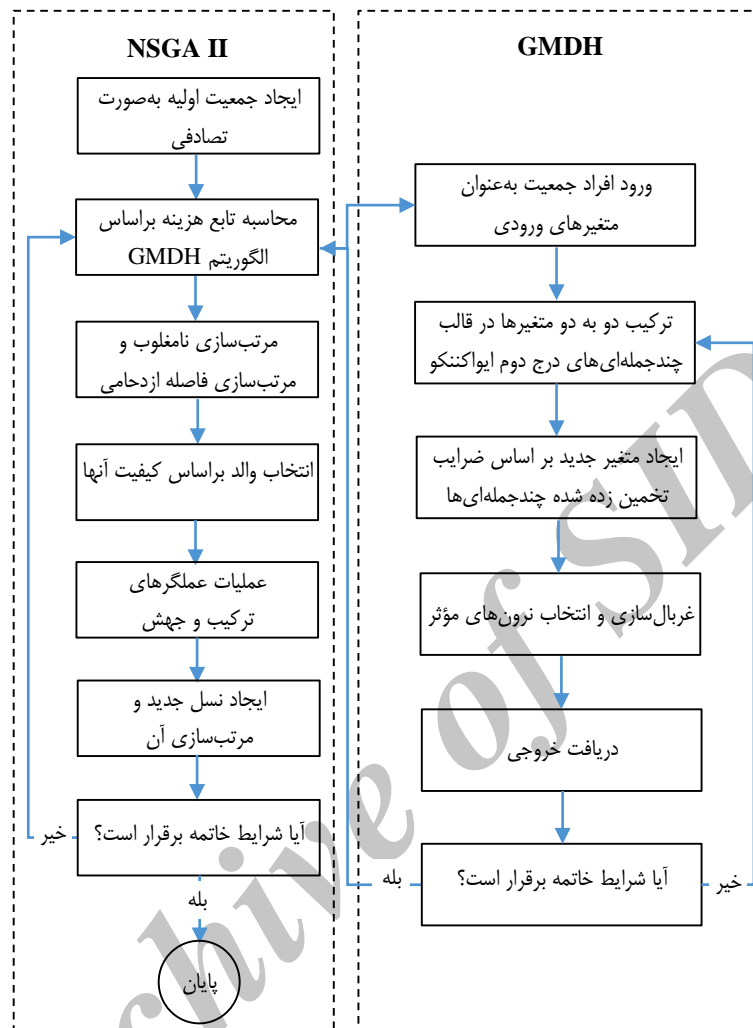 NSGA II
ایجاد جمعیت اولیه به‌صورت
تصادفی
محاسبه تابع هزینه براساس
الگوریتم GMDH
مرتب‌سازی نامغلوب و
مرتب‌سازی فاصله ازدحامی
انتخاب والد براساس کیفیت آنها
عملیات عملگرهای
ترکیب و جهش
ایجاد نسل جدید و
مرتب‌سازی آن
آیا شرایط خاتمه برقرار است؟
خیر
بله
پایان
GMDH
ورود افراد جمعیت به‌عنوان
متغیرهای ورودی
ترکیب دو به دو متغیرها در قالب
چندجمله‌ای‌های درج دوم ایواکننکو
ایجاد متغیر جدید بر اساس ضرایب
تخمین زده شده چندجمله‌ای‌ها
غربال‌سازی و انتخاب نرون‌های مؤثر
دریافت خروجی
آیا شرایط خاتمه برقرار است؟
خیر
بله
chive of SID